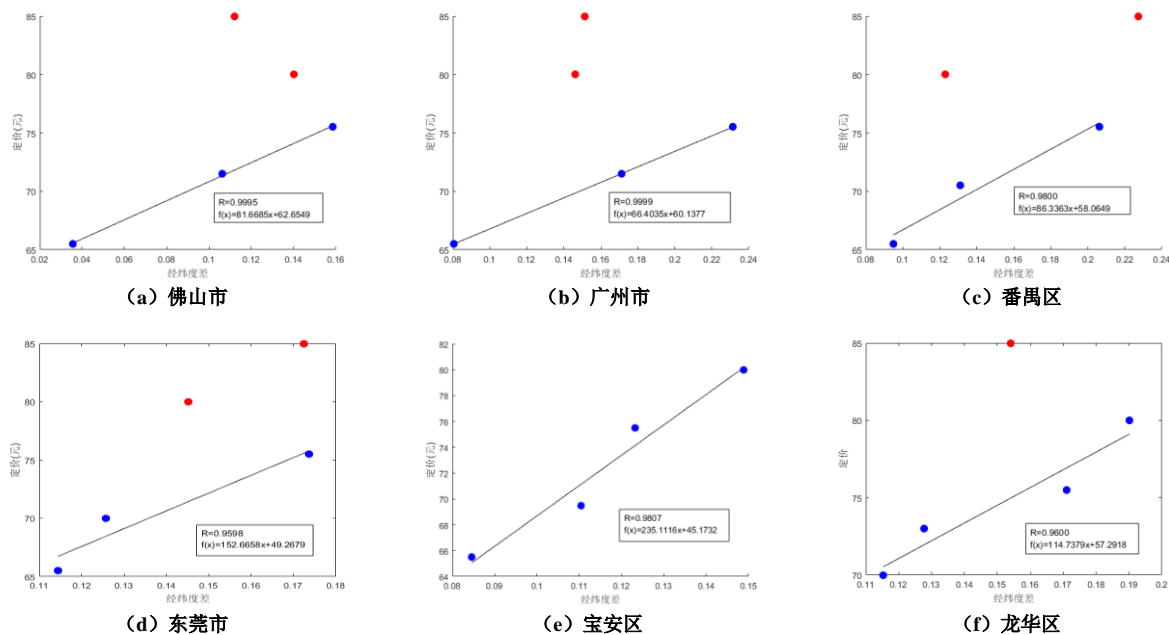 85
80
75
70
65
定价(元)
R=0.9995
f(x)=81.6685x+62.6549
0.02 0.04 0.06 0.08 0.1 0.12 0.14 0.16
经纬度差
(a)佛山市
85
80
75
70
65
定价(元)
R=0.9999
f(x)=66.4035x+60.1377
0.08 0.1 0.12 0.14 0.16 0.18 0.2 0.22 0.24
经纬度差
(b)广州市
85
80
75
70
65
定价(元)
R=0.9800
f(x)=86.3363x+58.0649
0.08 0.1 0.12 0.14 0.16 0.18 0.2 0.22 0.24
经纬度差
(c)番禺区
85
80
75
70
65
定价(元)
R=0.9598
f(x)=152.6658x+49.2679
0.11 0.12 0.13 0.14 0.15 0.16 0.17 0.18
经纬度差
(d)东莞市
82
80
78
76
74
72
70
68
66
64
定价(元)
R=0.9807
f(x)=235.1116x+45.1732
0.08 0.09 0.1 0.11 0.12 0.13 0.14 0.15
经纬度差
(e)宝安区
85
80
75
70
定价
R=0.9600
f(x)=114.7379x+57.2918
0.11 0.12 0.13 0.14 0.15 0.16 0.17 0.18 0.19 0.2
经纬度差
(f)龙华区